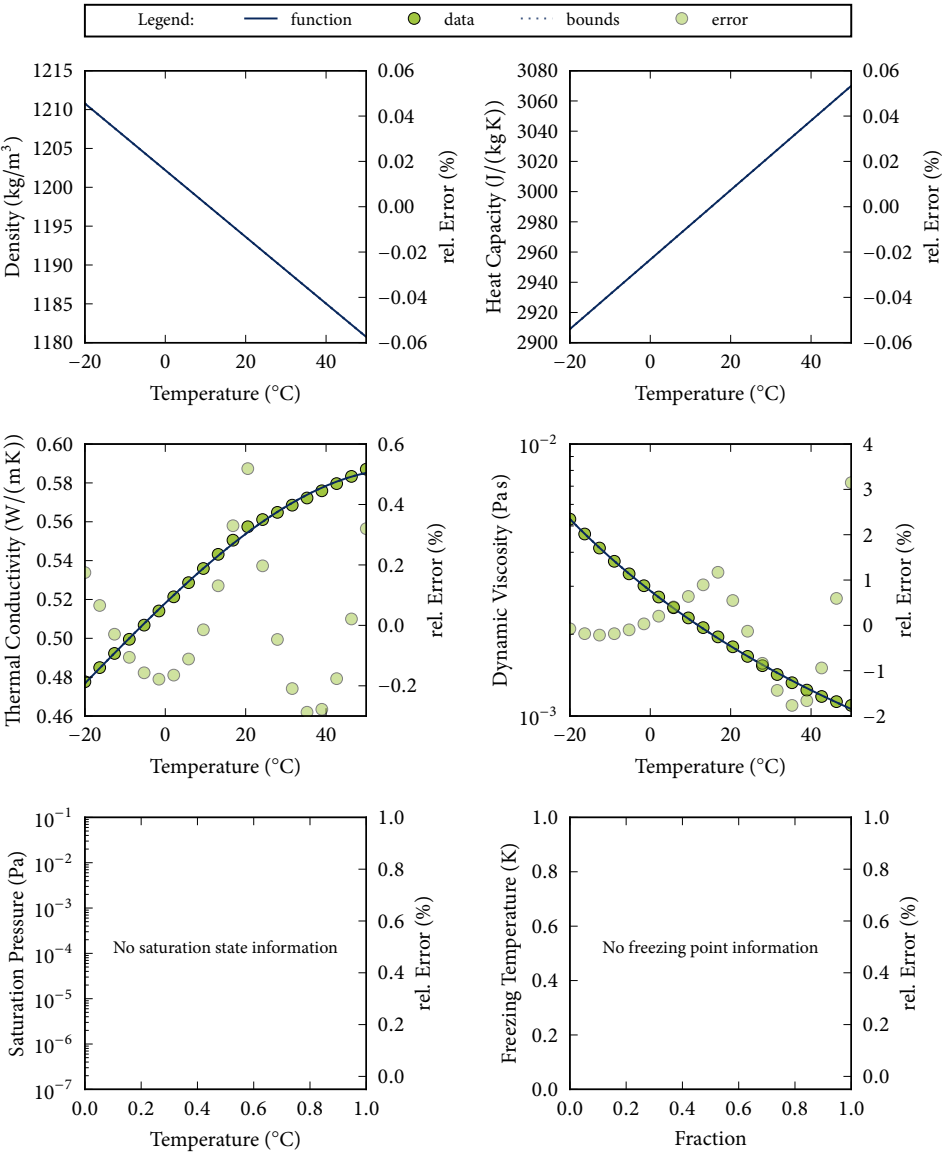 Legend: function data bounds error
1215
1210
1205
1200
1195
1190
1185
1180
Density (kg/m³)
−20 0 20 40
Temperature (°C)
0.06
0.04
0.02
0.00
−0.02
−0.04
−0.06
rel. Error (%)
3080
3060
3040
3020
3000
2980
2960
2940
2920
2900
Heat Capacity (J/(kg K))
−20 0 20 40
Temperature (°C)
0.06
0.04
0.02
0.00
−0.02
−0.04
−0.06
rel. Error (%)
0.60
0.58
0.56
0.54
0.52
0.50
0.48
0.46
Thermal Conductivity (W/(m K))
−20 0 20 40
Temperature (°C)
0.6
0.4
0.2
0.0
−0.2
rel. Error (%)
10⁻²
10⁻³
Dynamic Viscosity (Pa s)
−20 0 20 40
Temperature (°C)
4
3
2
1
0
−1
−2
rel. Error (%)
10⁻¹
10⁻²
10⁻³
10⁻⁴
10⁻⁵
10⁻⁶
10⁻⁷
Saturation Pressure (Pa)
No saturation state information
0.0 0.2 0.4 0.6 0.8 1.0
Temperature (°C)
1.0
0.8
0.6
0.4
0.2
0.0
rel. Error (%)
1.0
0.8
0.6
0.4
0.2
0.0
Freezing Temperature (K)
No freezing point information
0.0 0.2 0.4 0.6 0.8 1.0
Fraction
1.0
0.8
0.6
0.4
0.2
0.0
rel. Error (%)